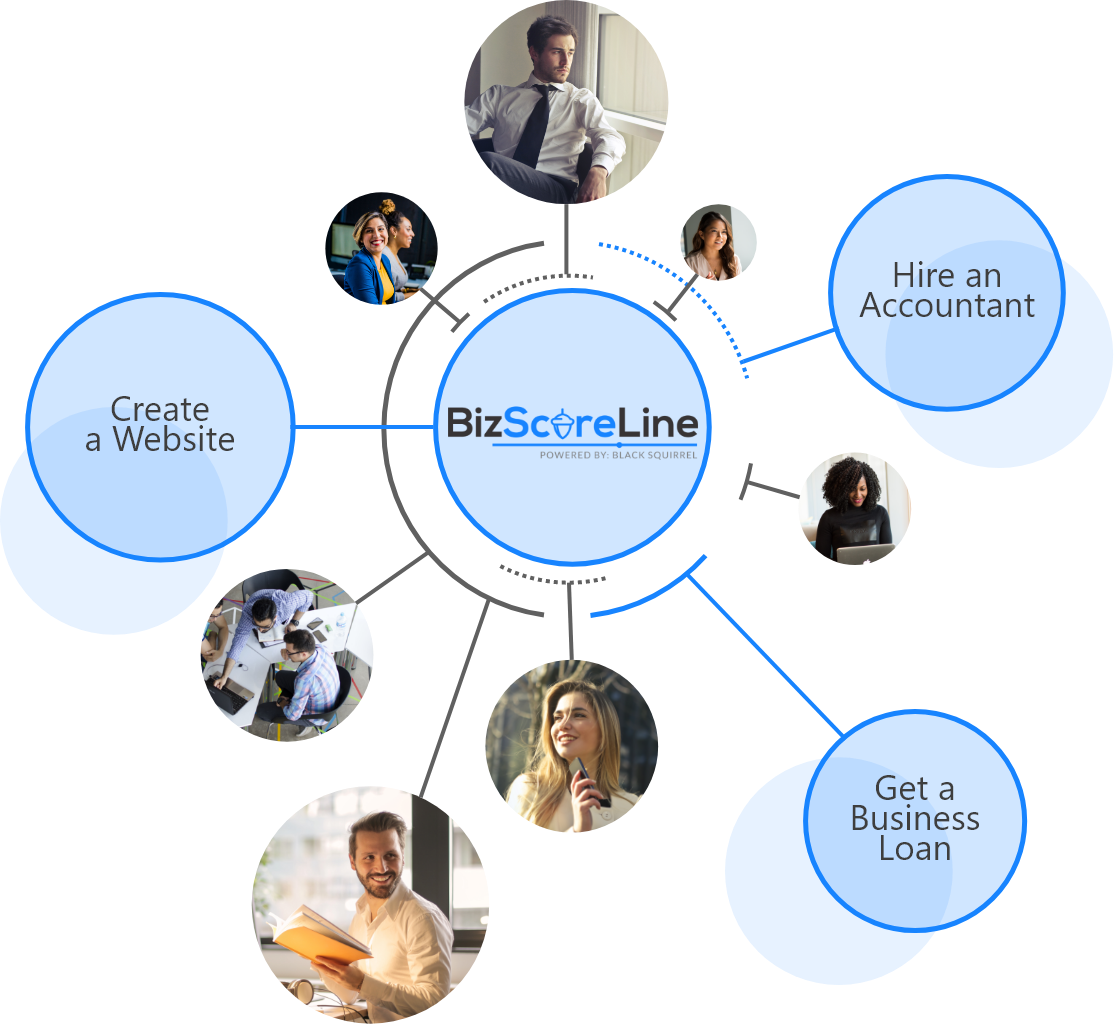 Hire an
Accountant
Create
a Website
BizScoreLine
POWERED BY: BLACK SQUIRREL
Get a
Business
Loan